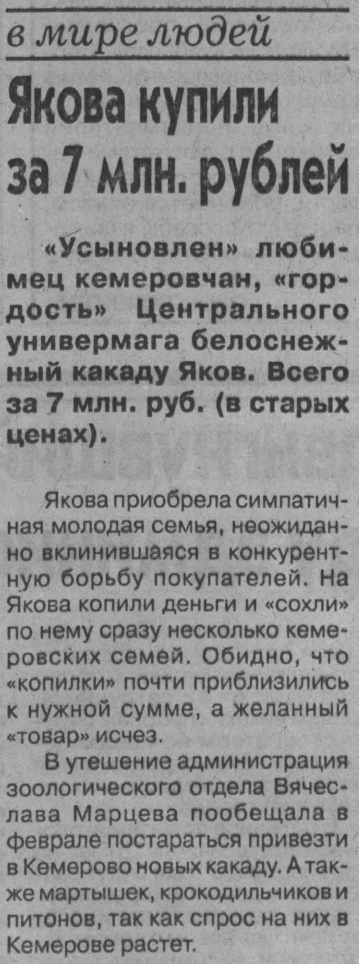 в мире людей
Якова купили
за 7 млн. рублей
«Усыновлен» люби-
мец кемеровчан, «гор-
дость» Центрального
универмага белоснеж-
ный какаду Яков. Всего
за 7 млн. руб. (в старых
ценах).
Якова приобрела симпатич-
ная молодая семья, неожидан-
но вклинившаяся в конкурент-
ную борьбу покупателей. На
Якова копили деньги и «сохли»
по нему сразу несколько кеме-
ровских семей. Обидно, что
«копилки» почти приблизились
к нужной сумме, а желанный
«товар» исчез.
В утешение администрация
зоологического отдела Вячес-
лава Марцева пообещала в
феврале постараться привезти
в Кемерово новых какаду. А так-
же мартышек, крокодильчиков и
питонов, так как спрос на них в
Кемерове растет.